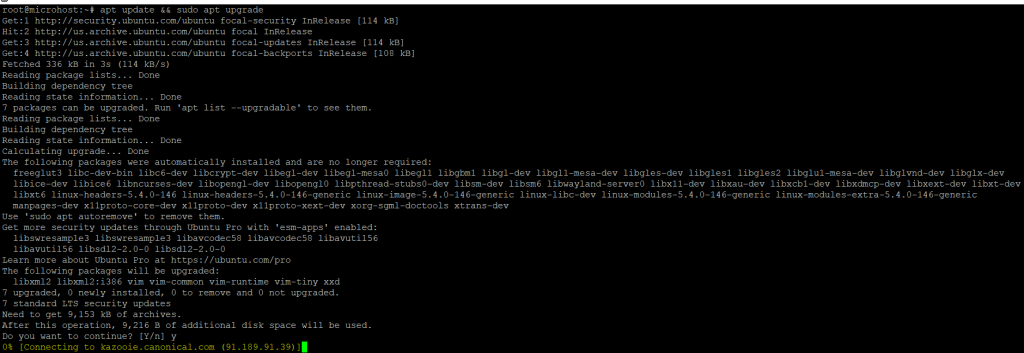 root@microhost:~# apt update && sudo apt upgrade
Get:1 http://security.ubuntu.com/ubuntu focal-security InRelease [114 kB]
Hit:2 http://us.archive.ubuntu.com/ubuntu focal InRelease
Get:3 http://us.archive.ubuntu.com/ubuntu focal-updates InRelease [114 kB]
Get:4 http://us.archive.ubuntu.com/ubuntu focal-backports InRelease [108 kB]
Fetched 336 kB in 3s (114 kB/s)
Reading package lists... Done
Building dependency tree
Reading state information... Done
7 packages can be upgraded. Run 'apt list --upgradable' to see them.
Reading package lists... Done
Building dependency tree
Reading state information... Done
Calculating upgrade... Done
The following packages were automatically installed and are no longer required:
freeglut3 libc-dev-bin libc6-dev libcrypt-dev libegl-dev libegl-mesa0 libegl1 libgbm1 libgl-dev libgl1-mesa-dev libgles-dev libgles1 libgles2 libglu1-mesa-dev libglvnd-dev libglx-dev
libice-dev libice6 libncurses-dev libopengl-dev libopengl0 libpthread-stubs0-dev libsm-dev libsm6 libwayland-server0 libx11-dev libxau-dev libxcb1-dev libxdmcp-dev libxext-dev libxt-dev
libxt6 linux-headers-5.4.0-146 linux-headers-5.4.0-146-generic linux-image-5.4.0-146-generic linux-libc-dev linux-modules-5.4.0-146-generic linux-modules-extra-5.4.0-146-generic
manpages-dev x11proto-core-dev x11proto-dev x11proto-xext-dev xorg-sgml-doctools xtrans-dev
Use 'sudo apt autoremove' to remove them.
Get more security updates through Ubuntu Pro with 'esm-apps' enabled:
libswresample3 libswresample3 libavcodec58 libavcodec58 libavutil56
libavutil56 libsdl2-2.0-0 libsdl2-2.0-0
Learn more about Ubuntu Pro at https://ubuntu.com/pro
The following packages will be upgraded:
libxml2 libxml2:i386 vim vim-common vim-runtime vim-tiny xxd
7 upgraded, 0 newly installed, 0 to remove and 0 not upgraded.
7 standard LTS security updates
Need to get 9,153 kB of archives.
After this operation, 9,216 B of additional disk space will be used.
Do you want to continue? [Y/n] y
0% [Connecting to kazooie.canonical.com (91.189.91.39)]